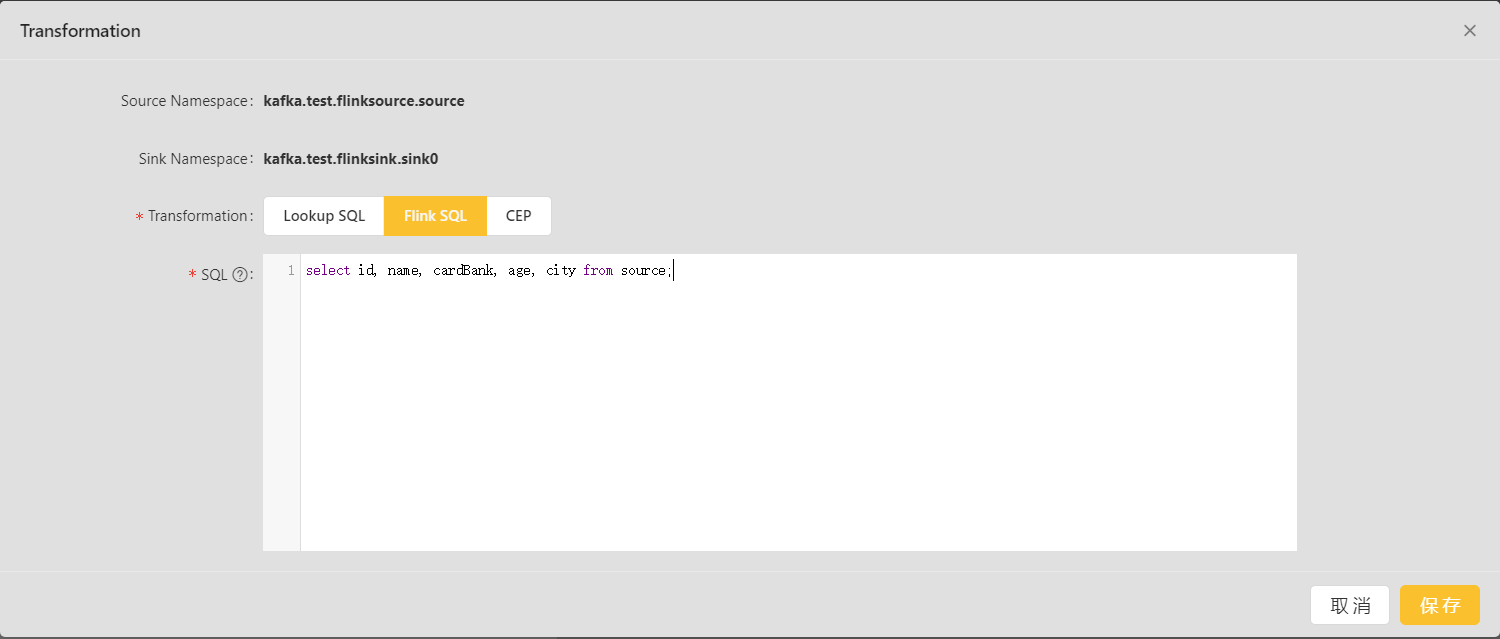 Transformation
Source Namespace: kafka.test.flinksource.source
Sink Namespace: kafka.test.flinksink.sink0
* Transformation: Lookup SQL Flink SQL CEP
* SQL ?:
1 select id, name, cardBank, age, city from source;
取 消 保 存